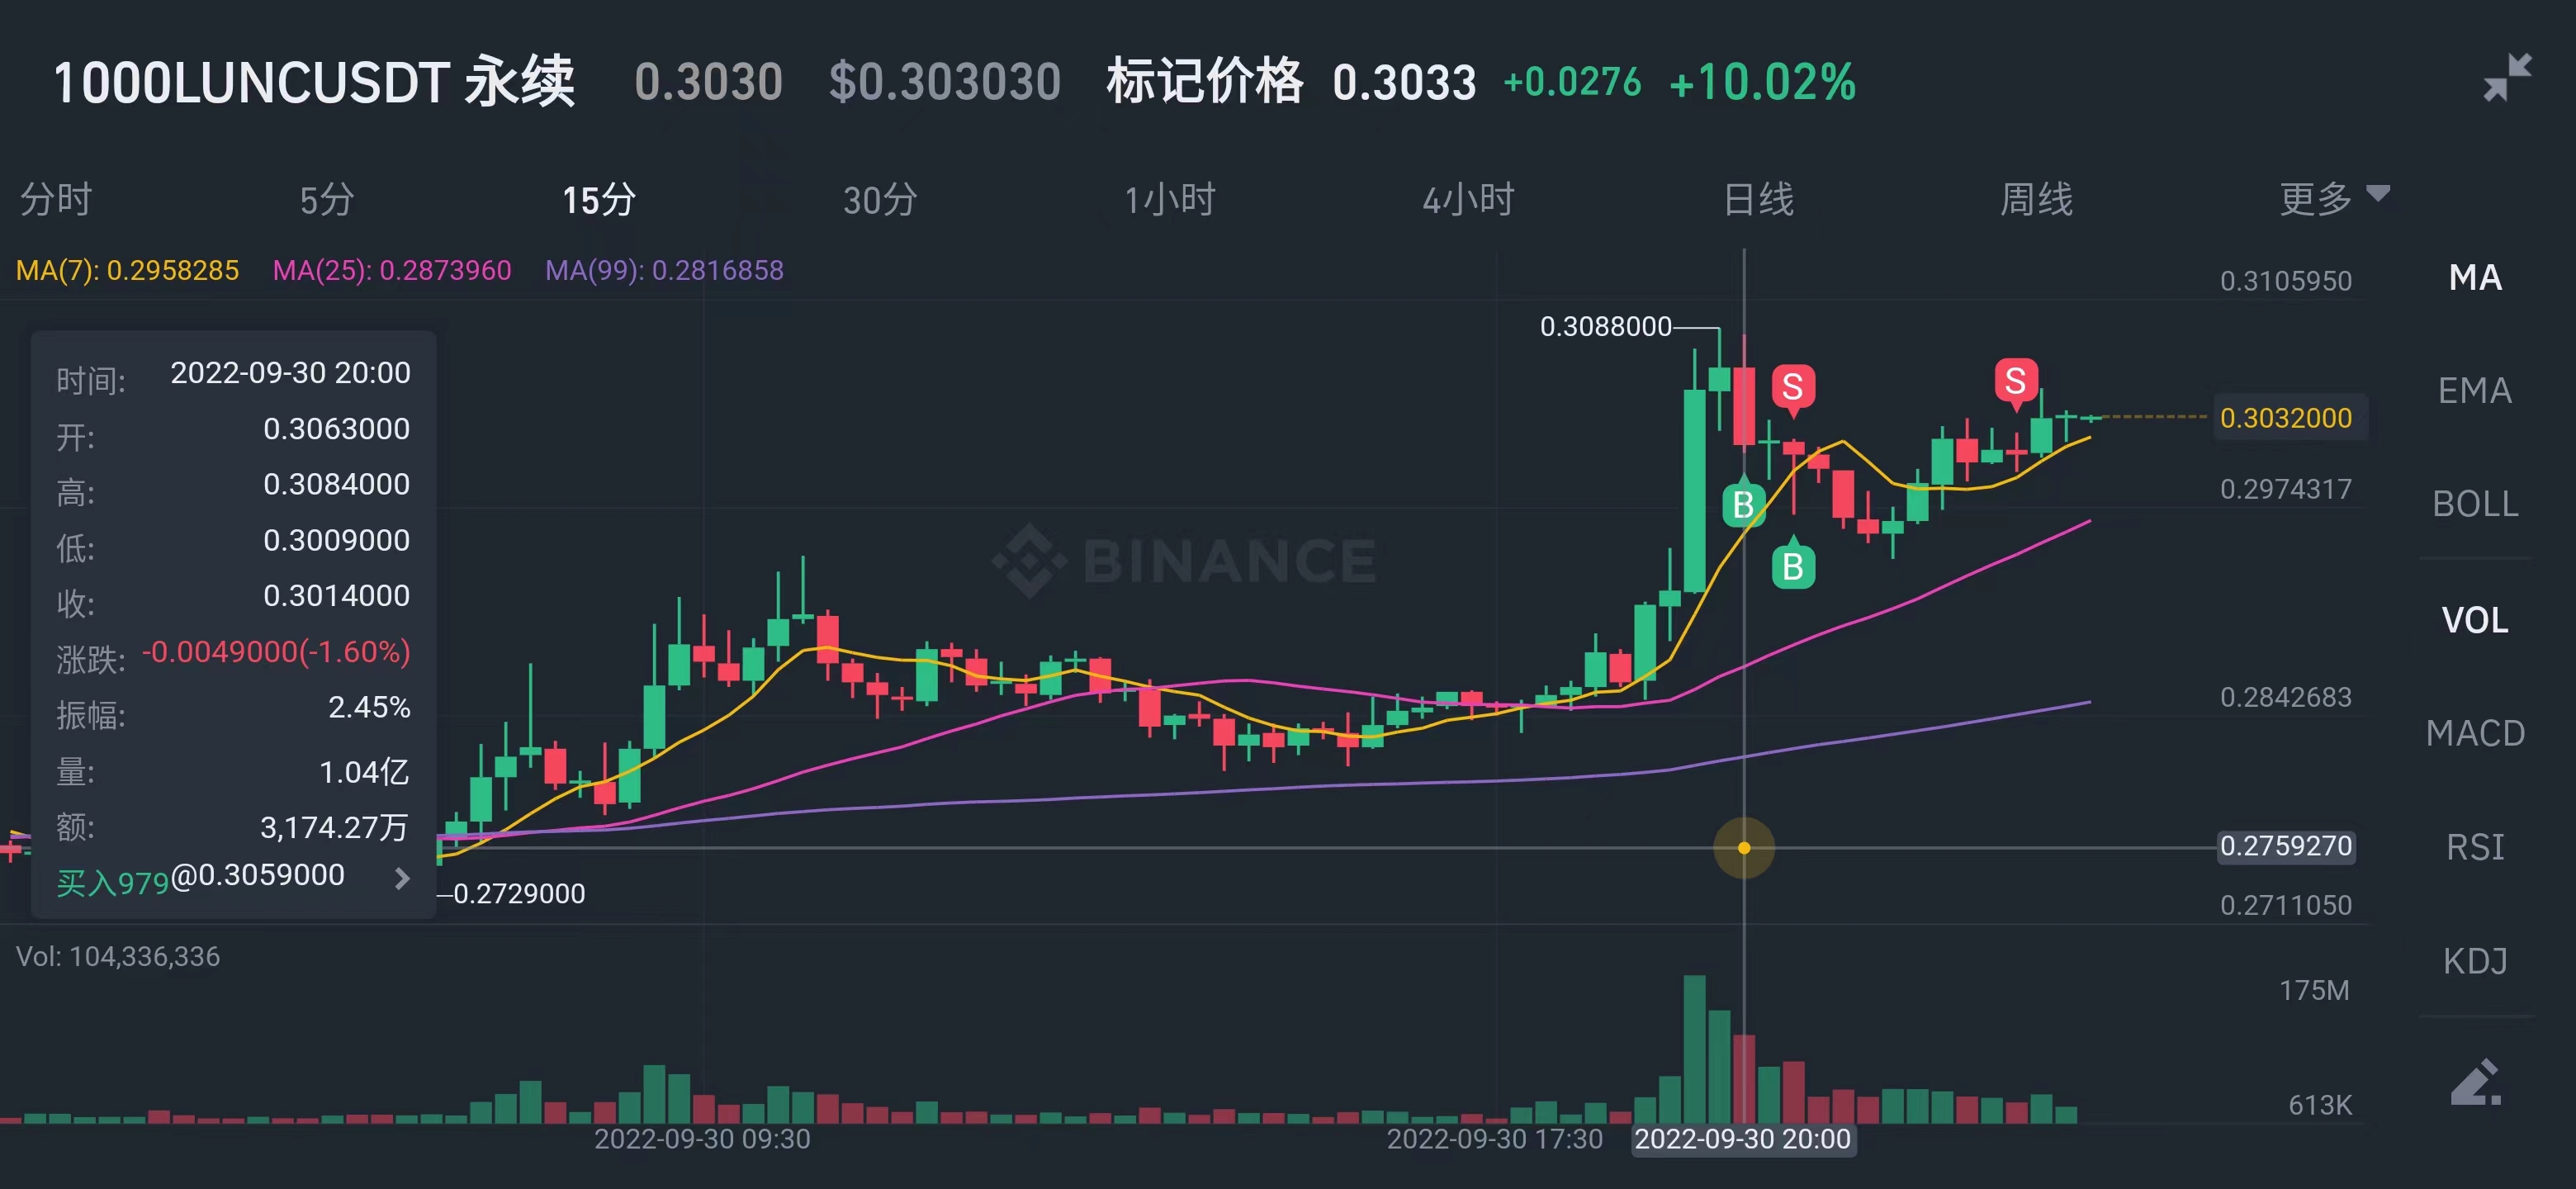 1000LUNCUSDT 永续 0.3030 $0.303030 标记价格 0.3033 +0.0276 +10.02%
分时 5分 15分 30分 1小时 4小时 日线 周线 更多
MA(7): 0.2958285 MA(25): 0.2873960 MA(99): 0.2816858
0.3105950
MA
0.3088000
时间: 2022-09-30 20:00
开: 0.3063000
高: 0.3084000
低: 0.3009000
收: 0.3014000
涨跌: -0.0049000(-1.60%)
振幅: 2.45%
量: 1.04亿
额: 3,174.27万
买入979@0.3059000
0.2729000
S
S
B
B
BINANCE
0.3032000
0.2974317
0.2842683
0.2759270
0.2711050
EMA
BOLL
VOL
MACD
RSI
KDJ
Vol: 104,336,336
175M
613K
2022-09-30 09:30 2022-09-30 17:30 2022-09-30 20:00